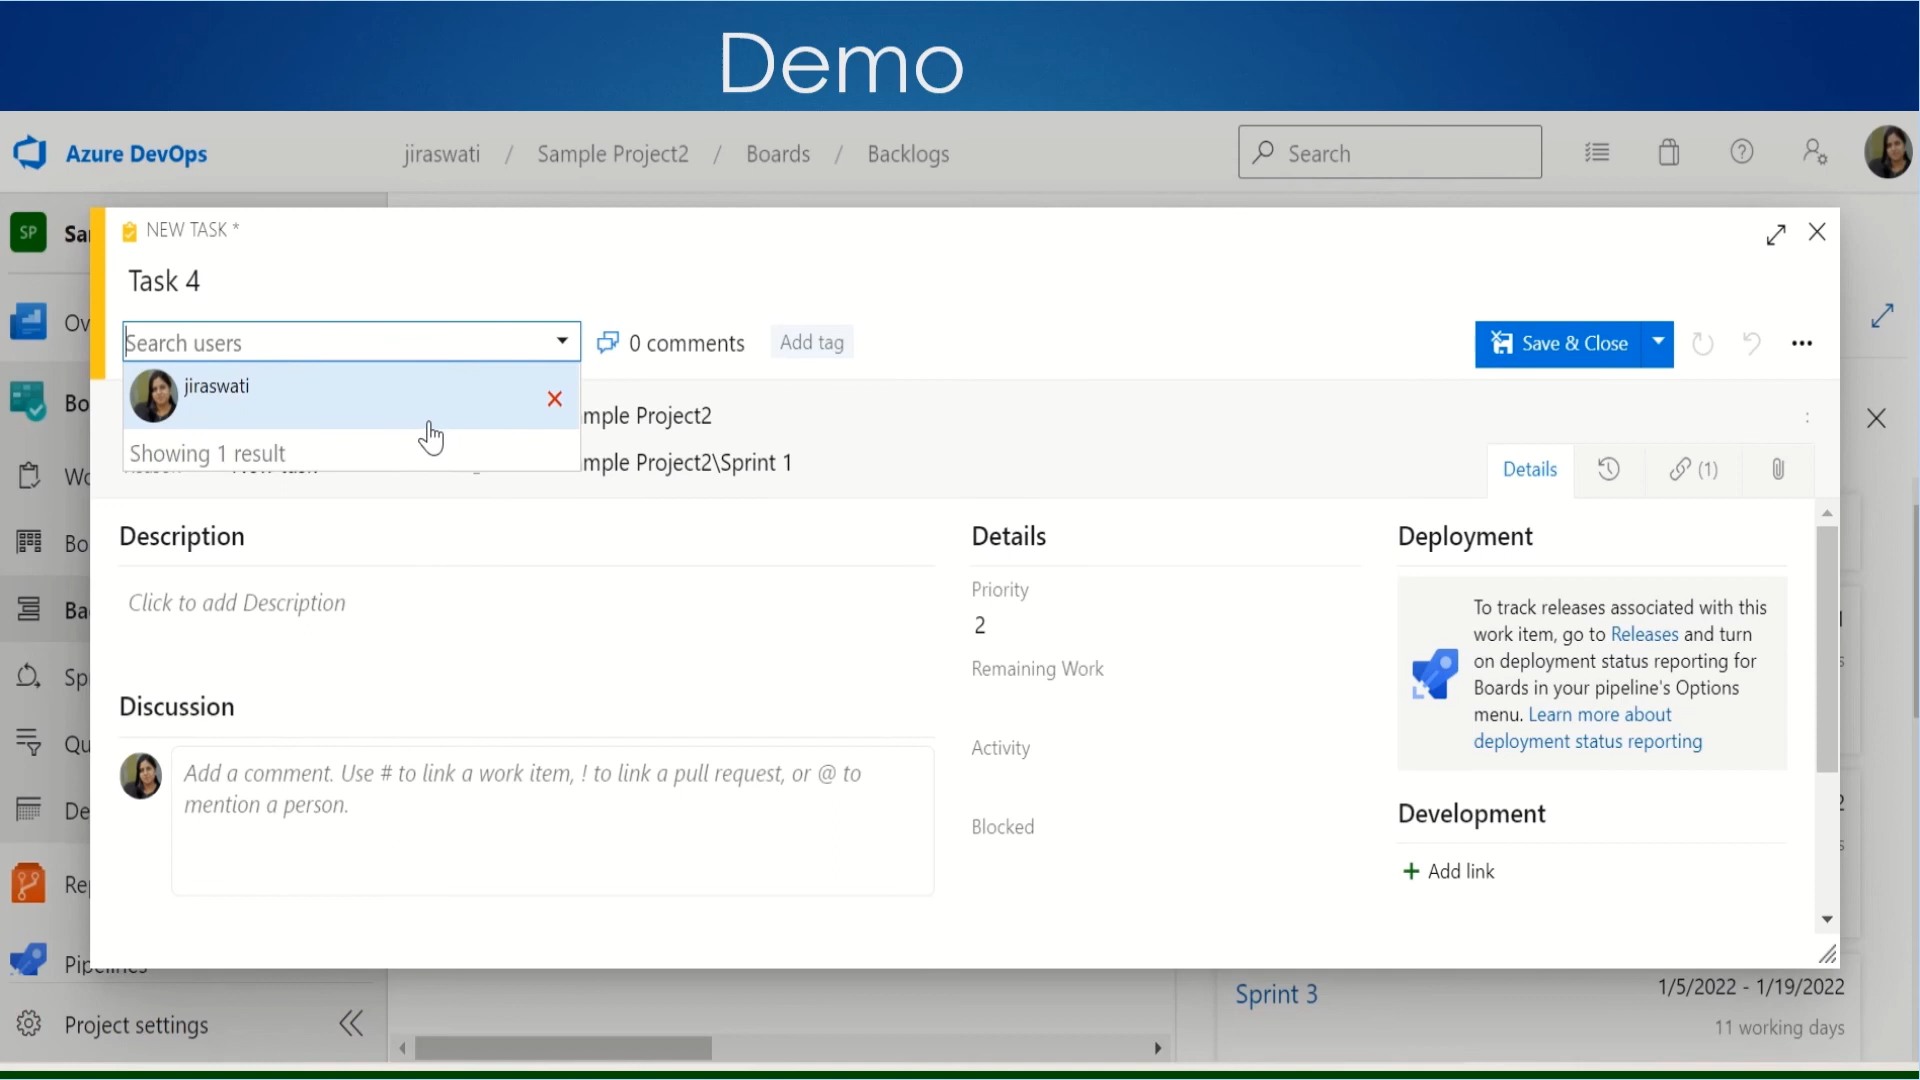 Demo
Azure DevOps
jiraswati / Sample Project2 / Boards / Backlogs
Search
SP
NEW TASK *
Task 4
Search users
0 comments
Add tag
Save & Close
jiraswati
Showing 1 result
mple Project2
mple Project2\Sprint 1
Details
(1)
Description
Click to add Description
Discussion
Add a comment. Use # to link a work item, ! to link a pull request, or @ to
mention a person.
Details
Priority
2
Remaining Work
Activity
Blocked
Deployment
To track releases associated with this
work item, go to Releases and turn
on deployment status reporting for
Boards in your pipeline's Options
menu. Learn more about
deployment status reporting
Development
+ Add link
Sa
Ov
Bo
Wo
Bo
Ba
Sp
Qu
De
Re
Pipelines
Project settings
Sprint 3
1/5/2022 - 1/19/2022
11 working days